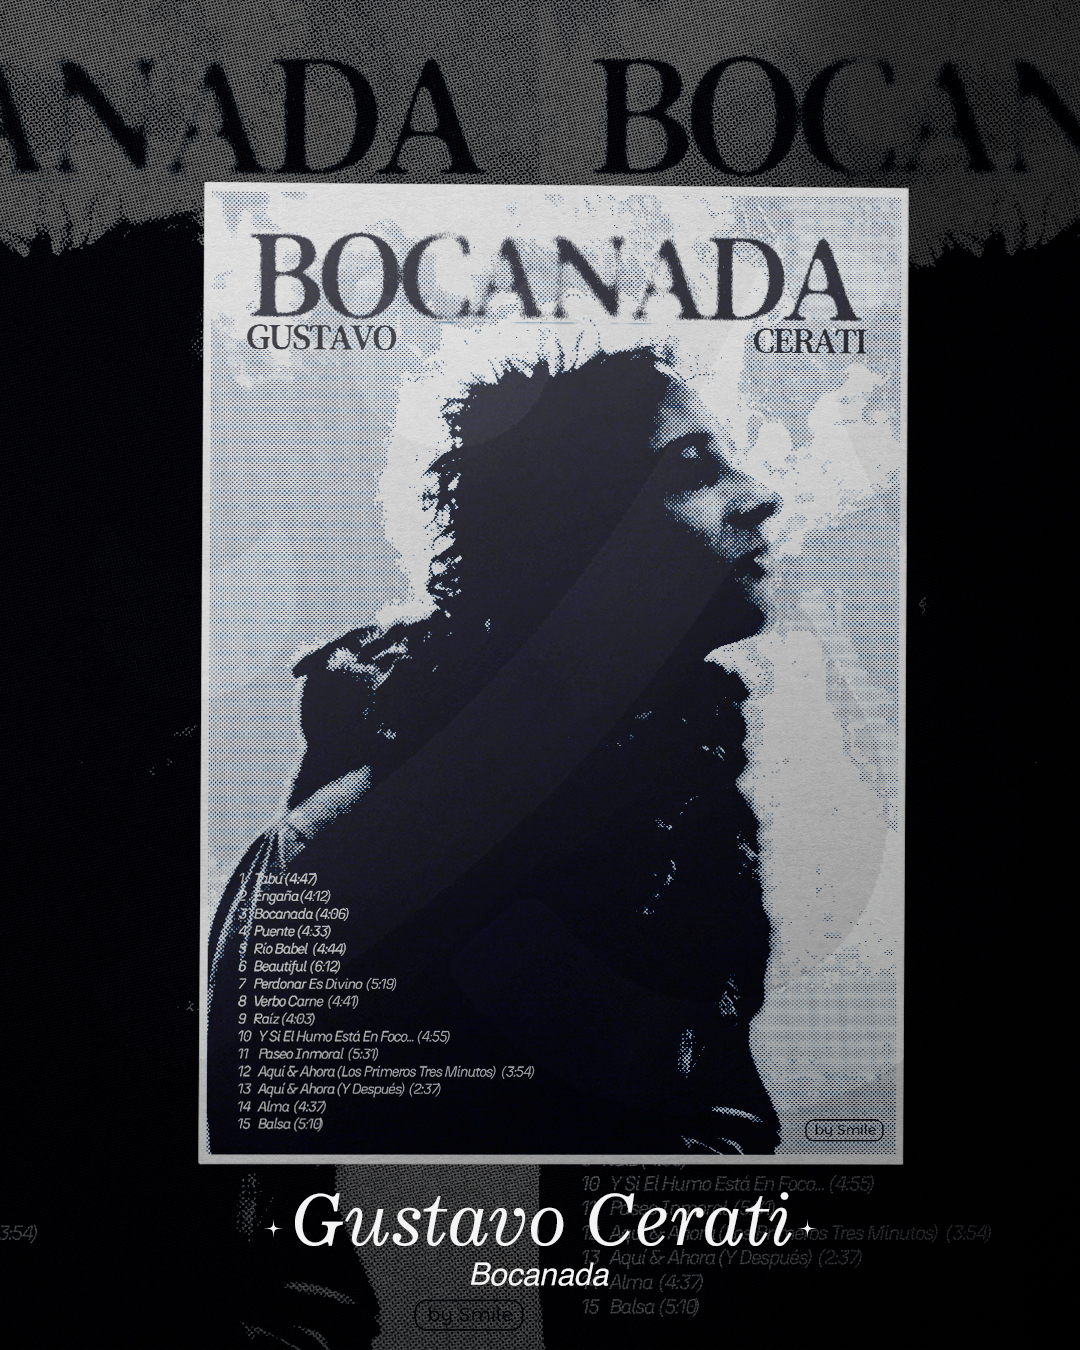 ANADA BOCAN
BOCANADA
GUSTAVO CERATI
1 Tabú (4:47)
2 Engaña (4:12)
3 Bocanada (4:06)
4 Puente (4:33)
5 Río Babel (4:44)
6 Beautiful (6:12)
7 Perdonar Es Divino (5:19)
8 Verbo Carne (4:41)
9 Raíz (4:03)
10 Y Si El Humo Está En Foco... (4:55)
11 Paseo Inmoral (5:31)
12 Aquí & Ahora (Los Primeros Tres Minutos) (3:54)
13 Aquí & Ahora (Y Después) (2:37)
14 Alma (4:37)
15 Balsa (5:10)
by Smile
10 Y Si El Humo Está En Foco... (4:55)
Gustavo Cerati
3:54) Aquí & Ahora (Los Primeros Tres Minutos) (3:54)
13 Aquí & Ahora (Y Después) (2:37)
Bocanada
Alma (4:37)
15 Balsa (5:10)
by Smile